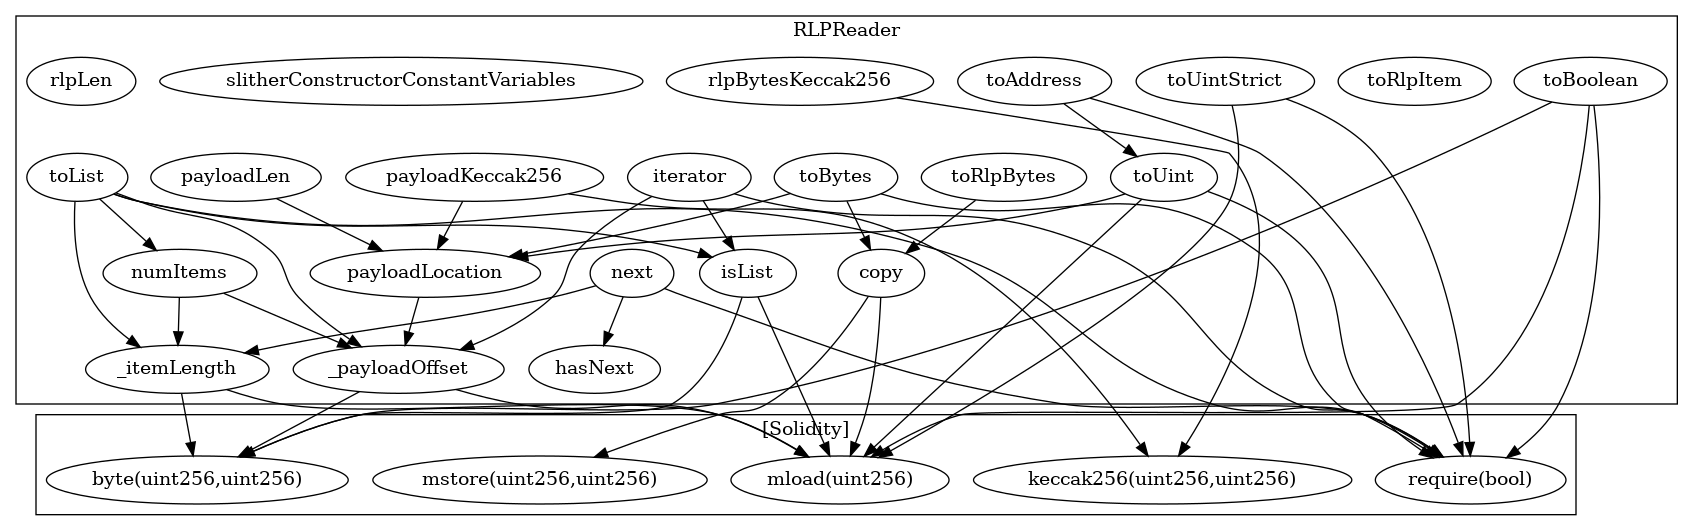 RLPReader
rlpLen
slitherConstructorConstantVariables
rlpBytesKeccak256
toAddress
toUintStrict
toRlpItem
toBoolean
toList
payloadLen
payloadKeccak256
iterator
toBytes
toRlpBytes
toUint
numItems
payloadLocation
next
isList
copy
_itemLength
_payloadOffset
hasNext
[Solidity]
byte(uint256,uint256)
mstore(uint256,uint256)
mload(uint256)
keccak256(uint256,uint256)
require(bool)